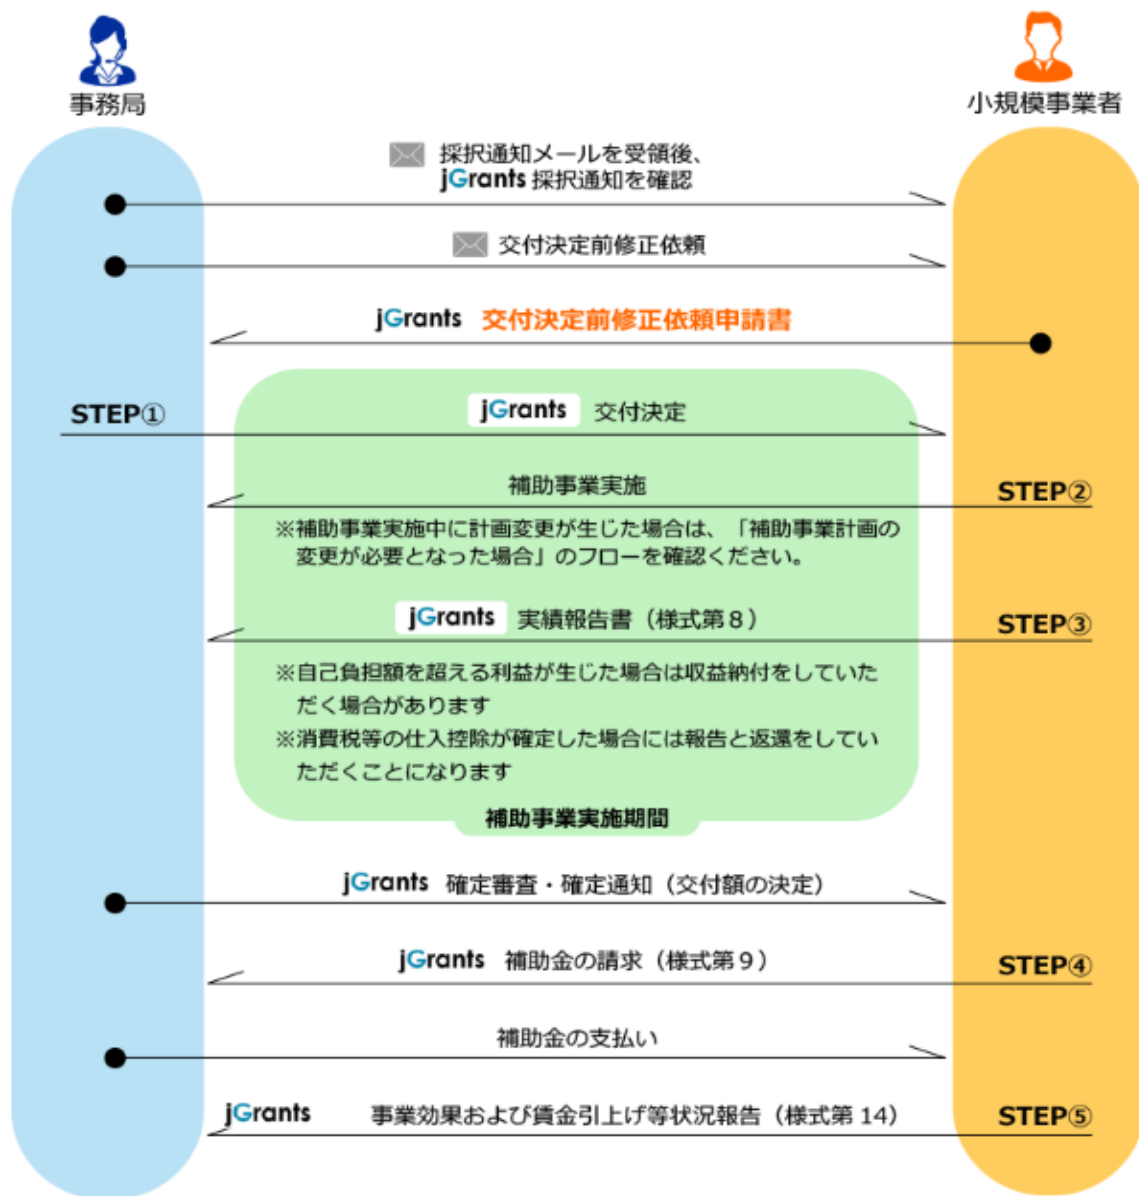 事務局
小規模事業者
採択通知メールを受領後、
jGrants 採択通知を確認
交付決定前修正依頼
jGrants 交付決定前修正依頼申請書
STEP①
jGrants 交付決定
補助事業実施
STEP②
※補助事業実施中に計画変更が生じた場合は、「補助事業計画の
変更が必要となった場合」のフローを確認ください。
jGrants 実績報告書（様式第８）
STEP③
※自己負担額を超える利益が生じた場合は収益納付をしていた
だく場合があります
※消費税等の仕入控除が確定した場合には報告と返還をしてい
ただくことになります
補助事業実施期間
jGrants 確定審査・確定通知（交付額の決定）
jGrants 補助金の請求（様式第９）
STEP④
補助金の支払い
jGrants 事業効果および賃金引上げ等状況報告（様式第 14）
STEP⑤